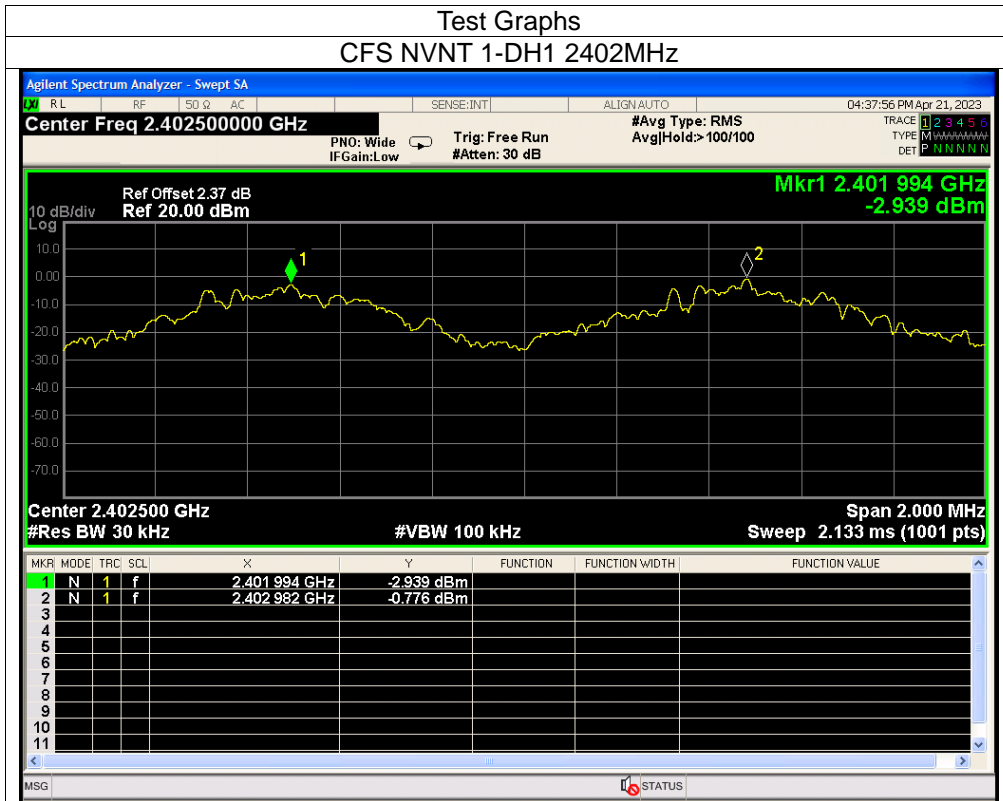 Test Graphs
CFS NVNT 1-DH1 2402MHz
Agilent Spectrum Analyzer - Swept SA
LXI RL RF 50 Ω AC SENSE:INT ALIGN AUTO 04:37:56 PM Apr 21, 2023
Center Freq 2.402500000 GHz #Avg Type: RMS TRACE 1 2 3 4 5 6
PNO: Wide Trig: Free Run Avg|Hold:>100/100 TYPE M W W W W W
IFGain:Low #Atten: 30 dB DET P N N N N N
Mkr1 2.401 994 GHz
Ref Offset 2.37 dB -2.939 dBm
10 dB/div Ref 20.00 dBm
Log
10.0
0.00
-10.0
-20.0
-30.0
-40.0
-50.0
-60.0
-70.0
1
2
Center 2.402500 GHz Span 2.000 MHz
#Res BW 30 kHz #VBW 100 kHz Sweep 2.133 ms (1001 pts)
MKR MODE TRC SCL X Y FUNCTION FUNCTION WIDTH FUNCTION VALUE
1 N 1 f 2.401 994 GHz -2.939 dBm
2 N 1 f 2.402 982 GHz -0.776 dBm
3
4
5
6
7
8
9
10
11
MSG STATUS